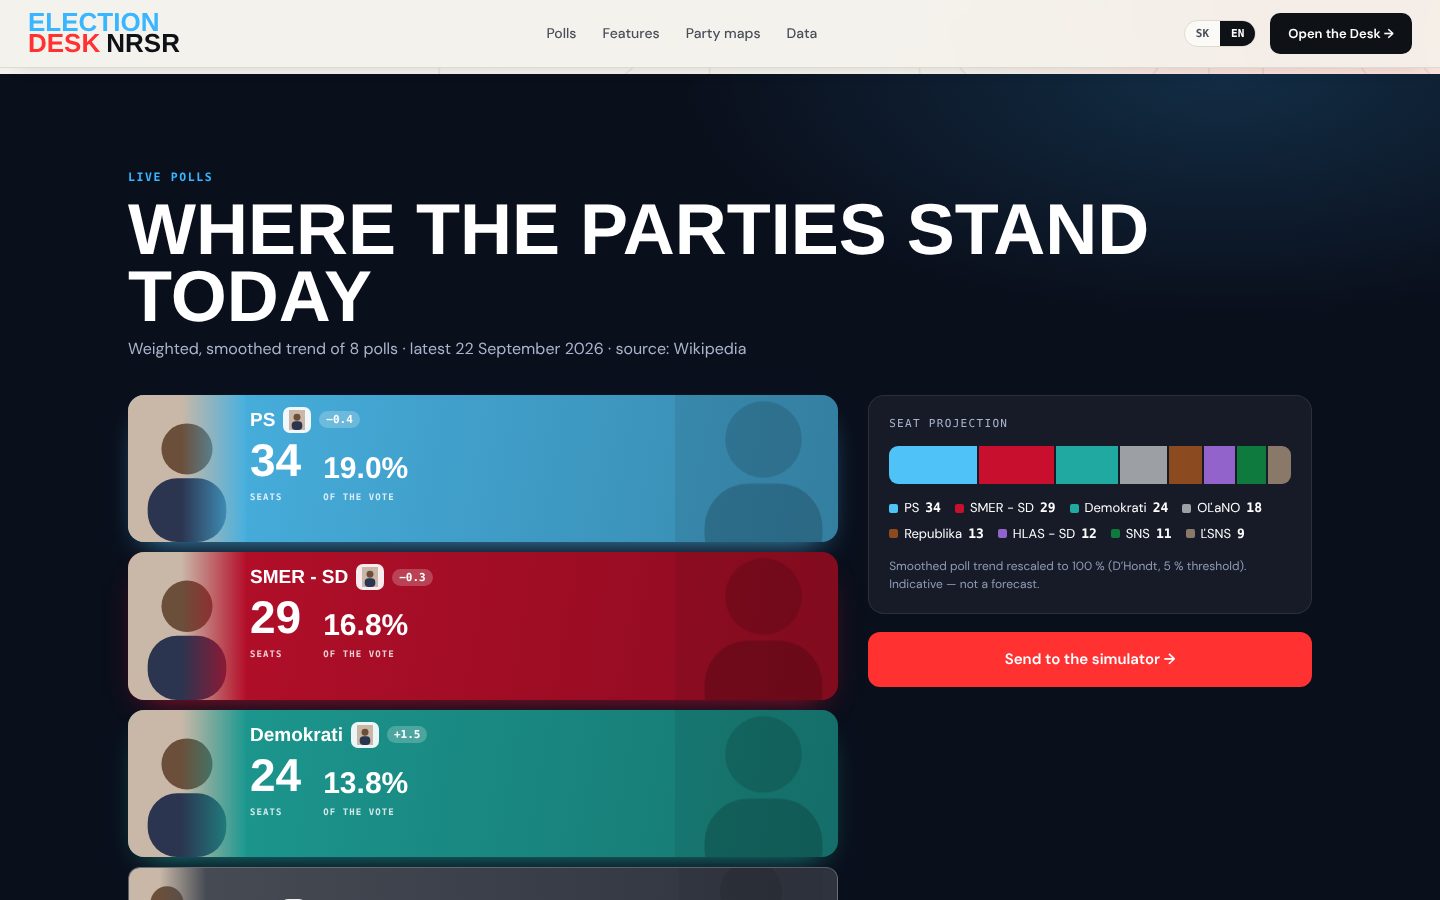 ELECTION
DESK NRSR
Polls Features Party maps Data
SK EN
Open the Desk →
LIVE POLLS
WHERE THE PARTIES STAND
TODAY
Weighted, smoothed trend of 8 polls · latest 22 September 2026 · source: Wikipedia
PS −0.4
34 19.0%
SEATS OF THE VOTE
SMER - SD −0.3
29 16.8%
SEATS OF THE VOTE
Demokrati +1.5
24 13.8%
SEATS OF THE VOTE
SEAT PROJECTION
PS 34 SMER - SD 29 Demokrati 24 OĽaNO 18
Republika 13 HLAS - SD 12 SNS 11 ĽSNS 9
Smoothed poll trend rescaled to 100 % (D'Hondt, 5 % threshold).
Indicative — not a forecast.
Send to the simulator →